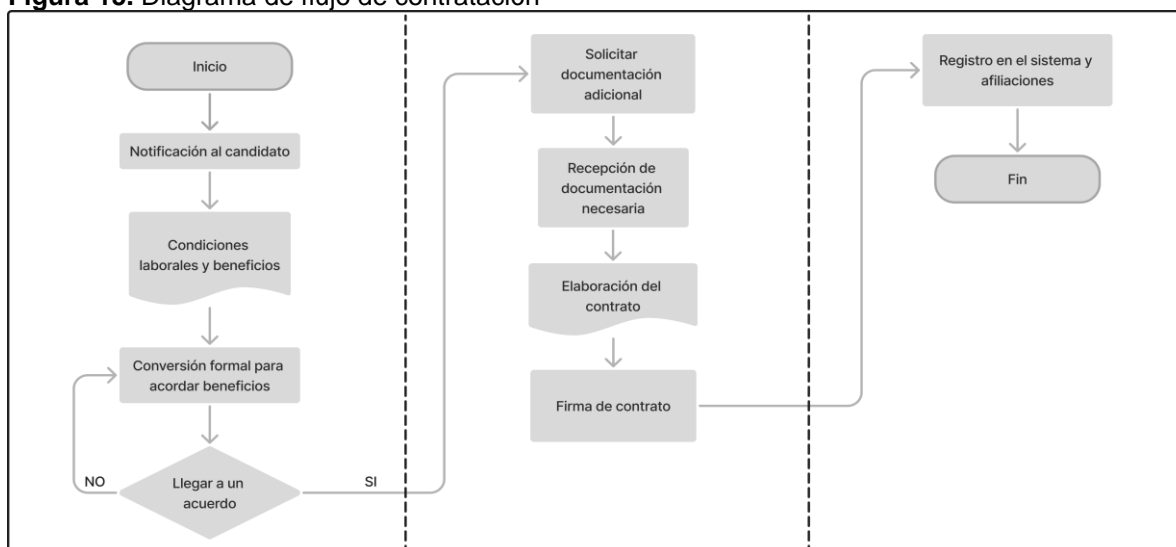 Figura 16. Diagrama de flujo de contratación
Inicio
Notificación al candidato
Condiciones
laborales y beneficios
Conversión formal para
acordar beneficios
Llegar a un
acuerdo
NO
SI
Solicitar
documentación
adicional
Recepción de
documentación
necesaria
Elaboración del
contrato
Firma de contrato
Registro en el sistema y
afiliaciones
Fin